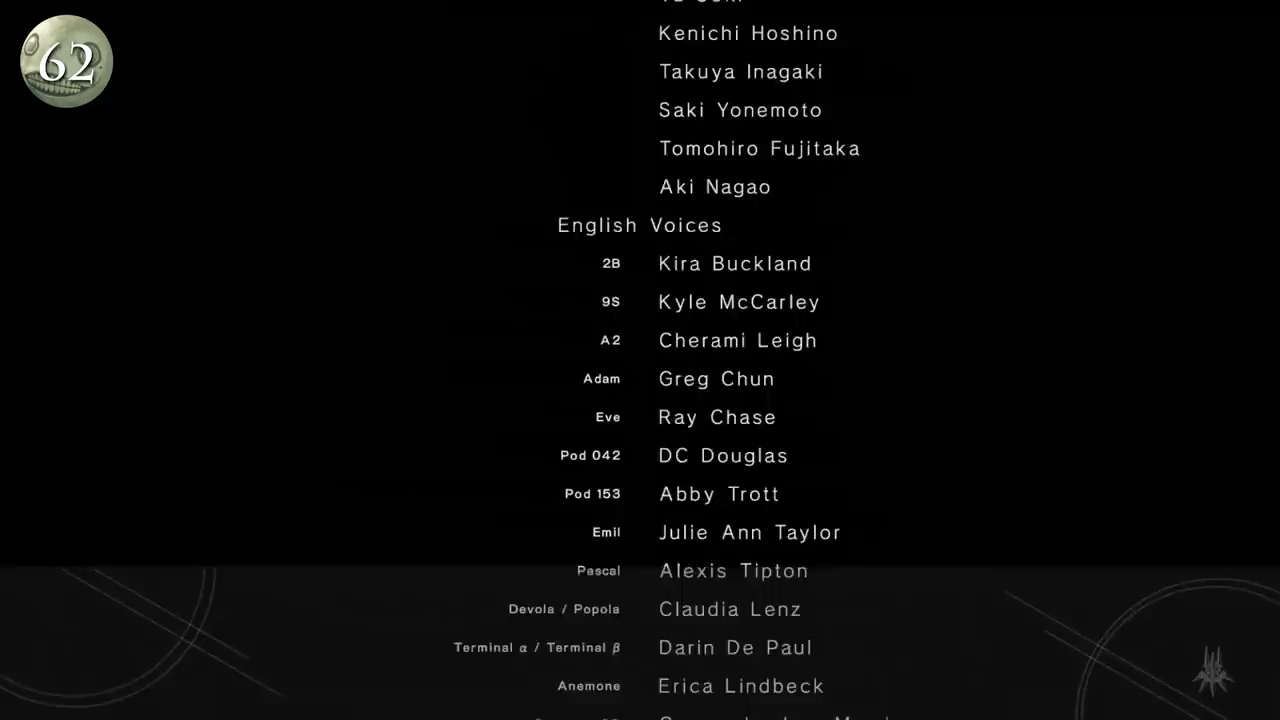 62
Kenichi Hoshino
Takuya Inagaki
Saki Yonemoto
Tomohiro Fujitaka
Aki Nagao
English Voices
2B Kira Buckland
9S Kyle McCarley
A2 Cherami Leigh
Adam Greg Chun
Eve Ray Chase
Pod 042 DC Douglas
Pod 153 Abby Trott
Emil Julie Ann Taylor
Pascal Alexis Tipton
Devola / Popola Claudia Lenz
Terminal α / Terminal β Darin De Paul
Anemone Erica Lindbeck